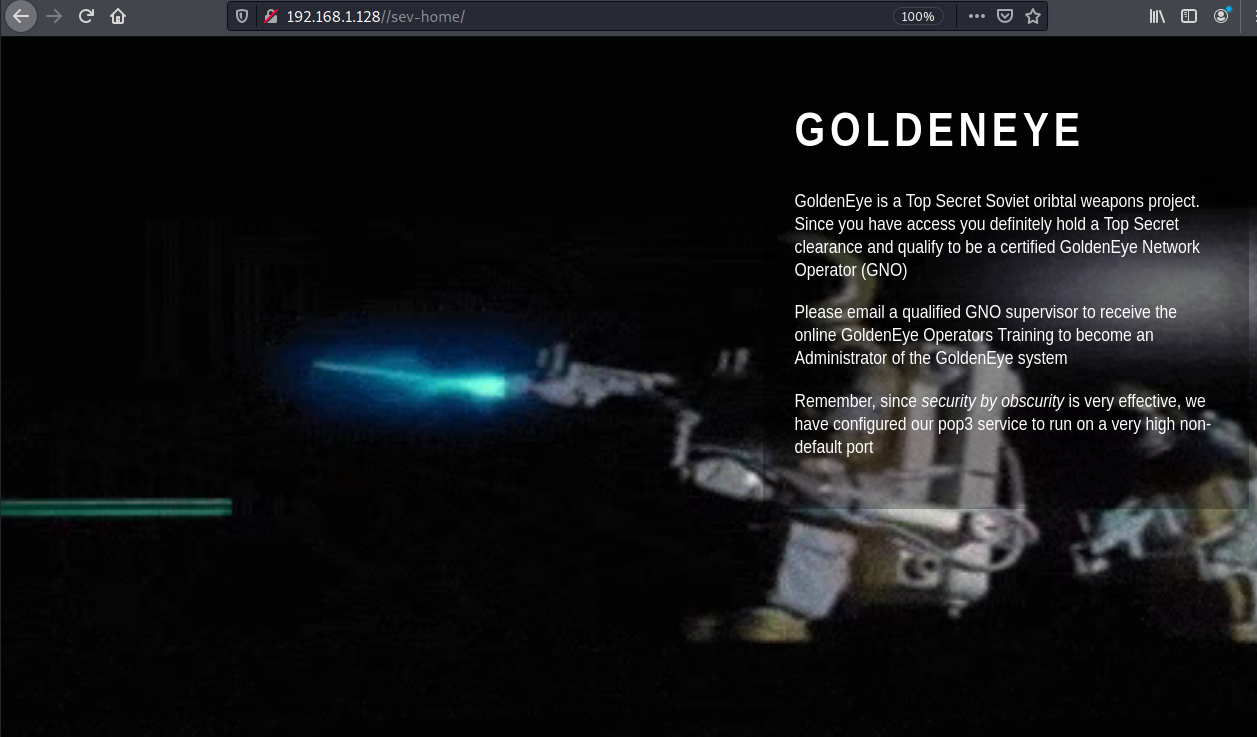 192.168.1.128//sev-home/
100%
GOLDENEYE
GoldenEye is a Top Secret Soviet oribtal weapons project.
Since you have access you definitely hold a Top Secret
clearance and qualify to be a certified GoldenEye Network
Operator (GNO)
Please email a qualified GNO supervisor to receive the
online GoldenEye Operators Training to become an
Administrator of the GoldenEye system
Remember, since security by obscurity is very effective, we
have configured our pop3 service to run on a very high non-
default port